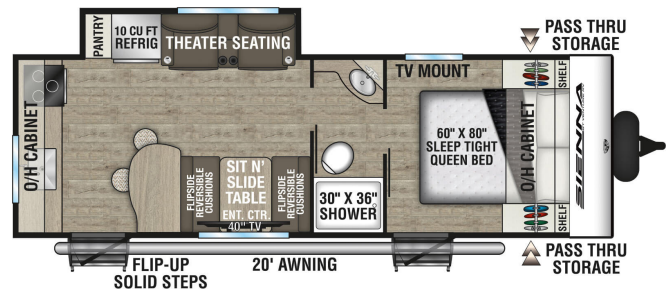 PANTRY
10 CU FT
REFRIG
THEATER SEATING
PASS THRU
STORAGE
TV MOUNT
SHELF
O/H CABINET
60" X 80"
SLEEP TIGHT
QUEEN BED
O/H CABINET
SIENNA
SIT N'
SLIDE
TABLE
FLIPSIDE
REVERSIBLE
CUSHIONS
FLIPSIDE
REVERSIBLE
CUSHIONS
ENT. CTR.
40" TV
30" X 36"
SHOWER
SHELF
FLIP-UP
SOLID STEPS
20' AWNING
PASS THRU
STORAGE